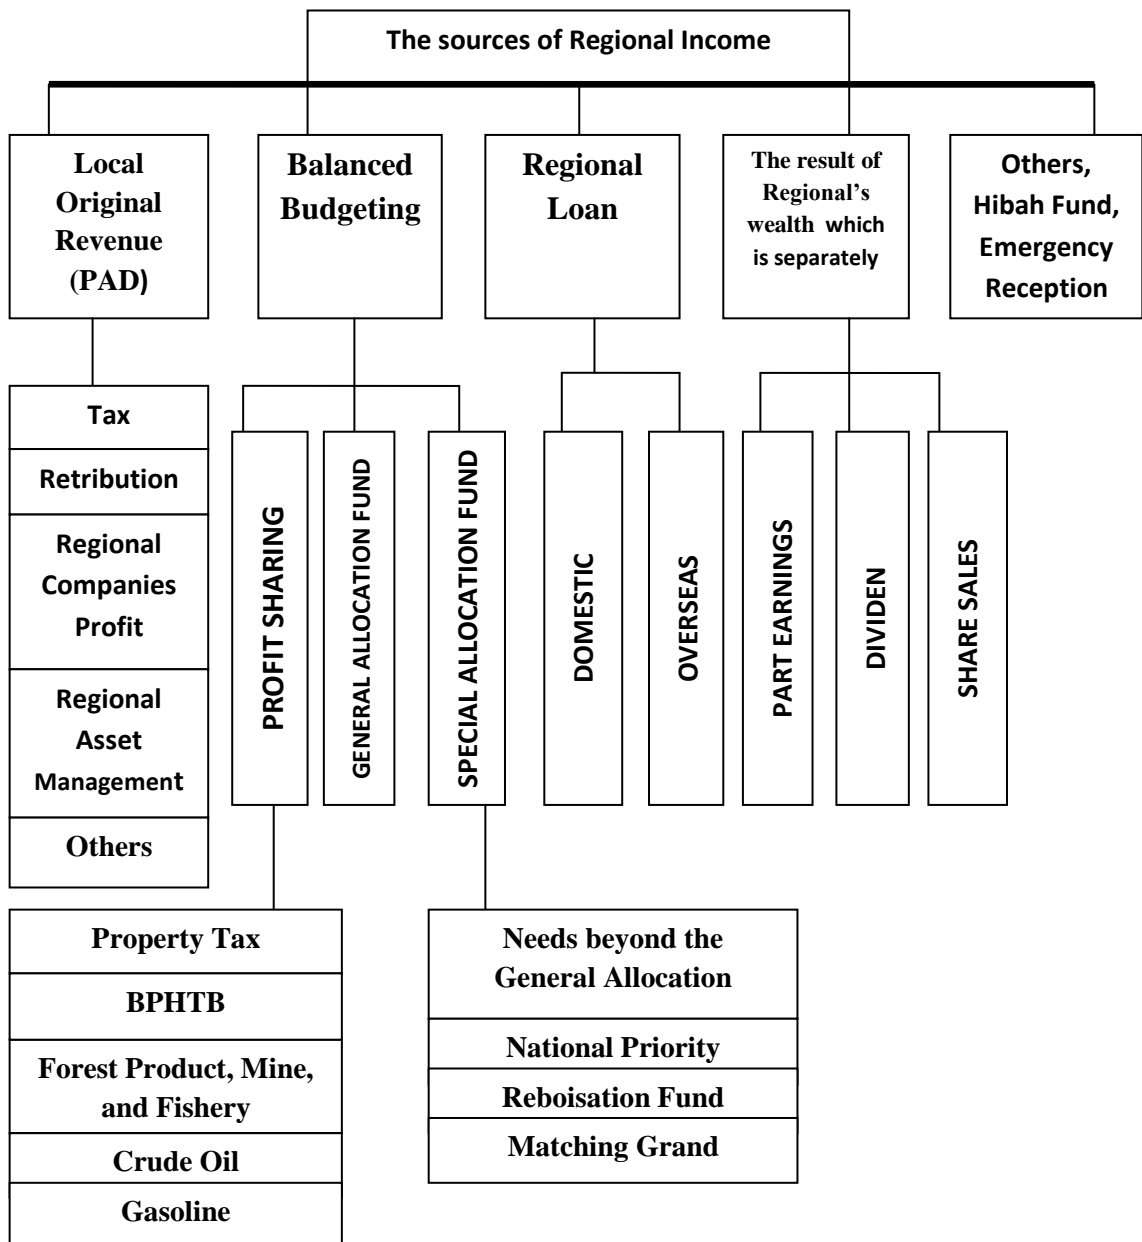 The sources of Regional Income
Local
Original
Revenue
(PAD)
Balanced
Budgeting
Regional
Loan
The result of
Regional's
wealth which
is separately
Others,
Hibah Fund,
Emergency
Reception
Tax
Retribution
Regional
Companies
Profit
Regional
Asset
Management
Others
PROFIT SHARING
GENERAL ALLOCATION FUND
SPECIAL ALLOCATION FUND
DOMESTIC
OVERSEAS
PART EARNINGS
DIVIDEN
SHARE SALES
Property Tax
BPHTB
Forest Product, Mine,
and Fishery
Crude Oil
Gasoline
Needs beyond the
General Allocation
National Priority
Reboisation Fund
Matching Grand